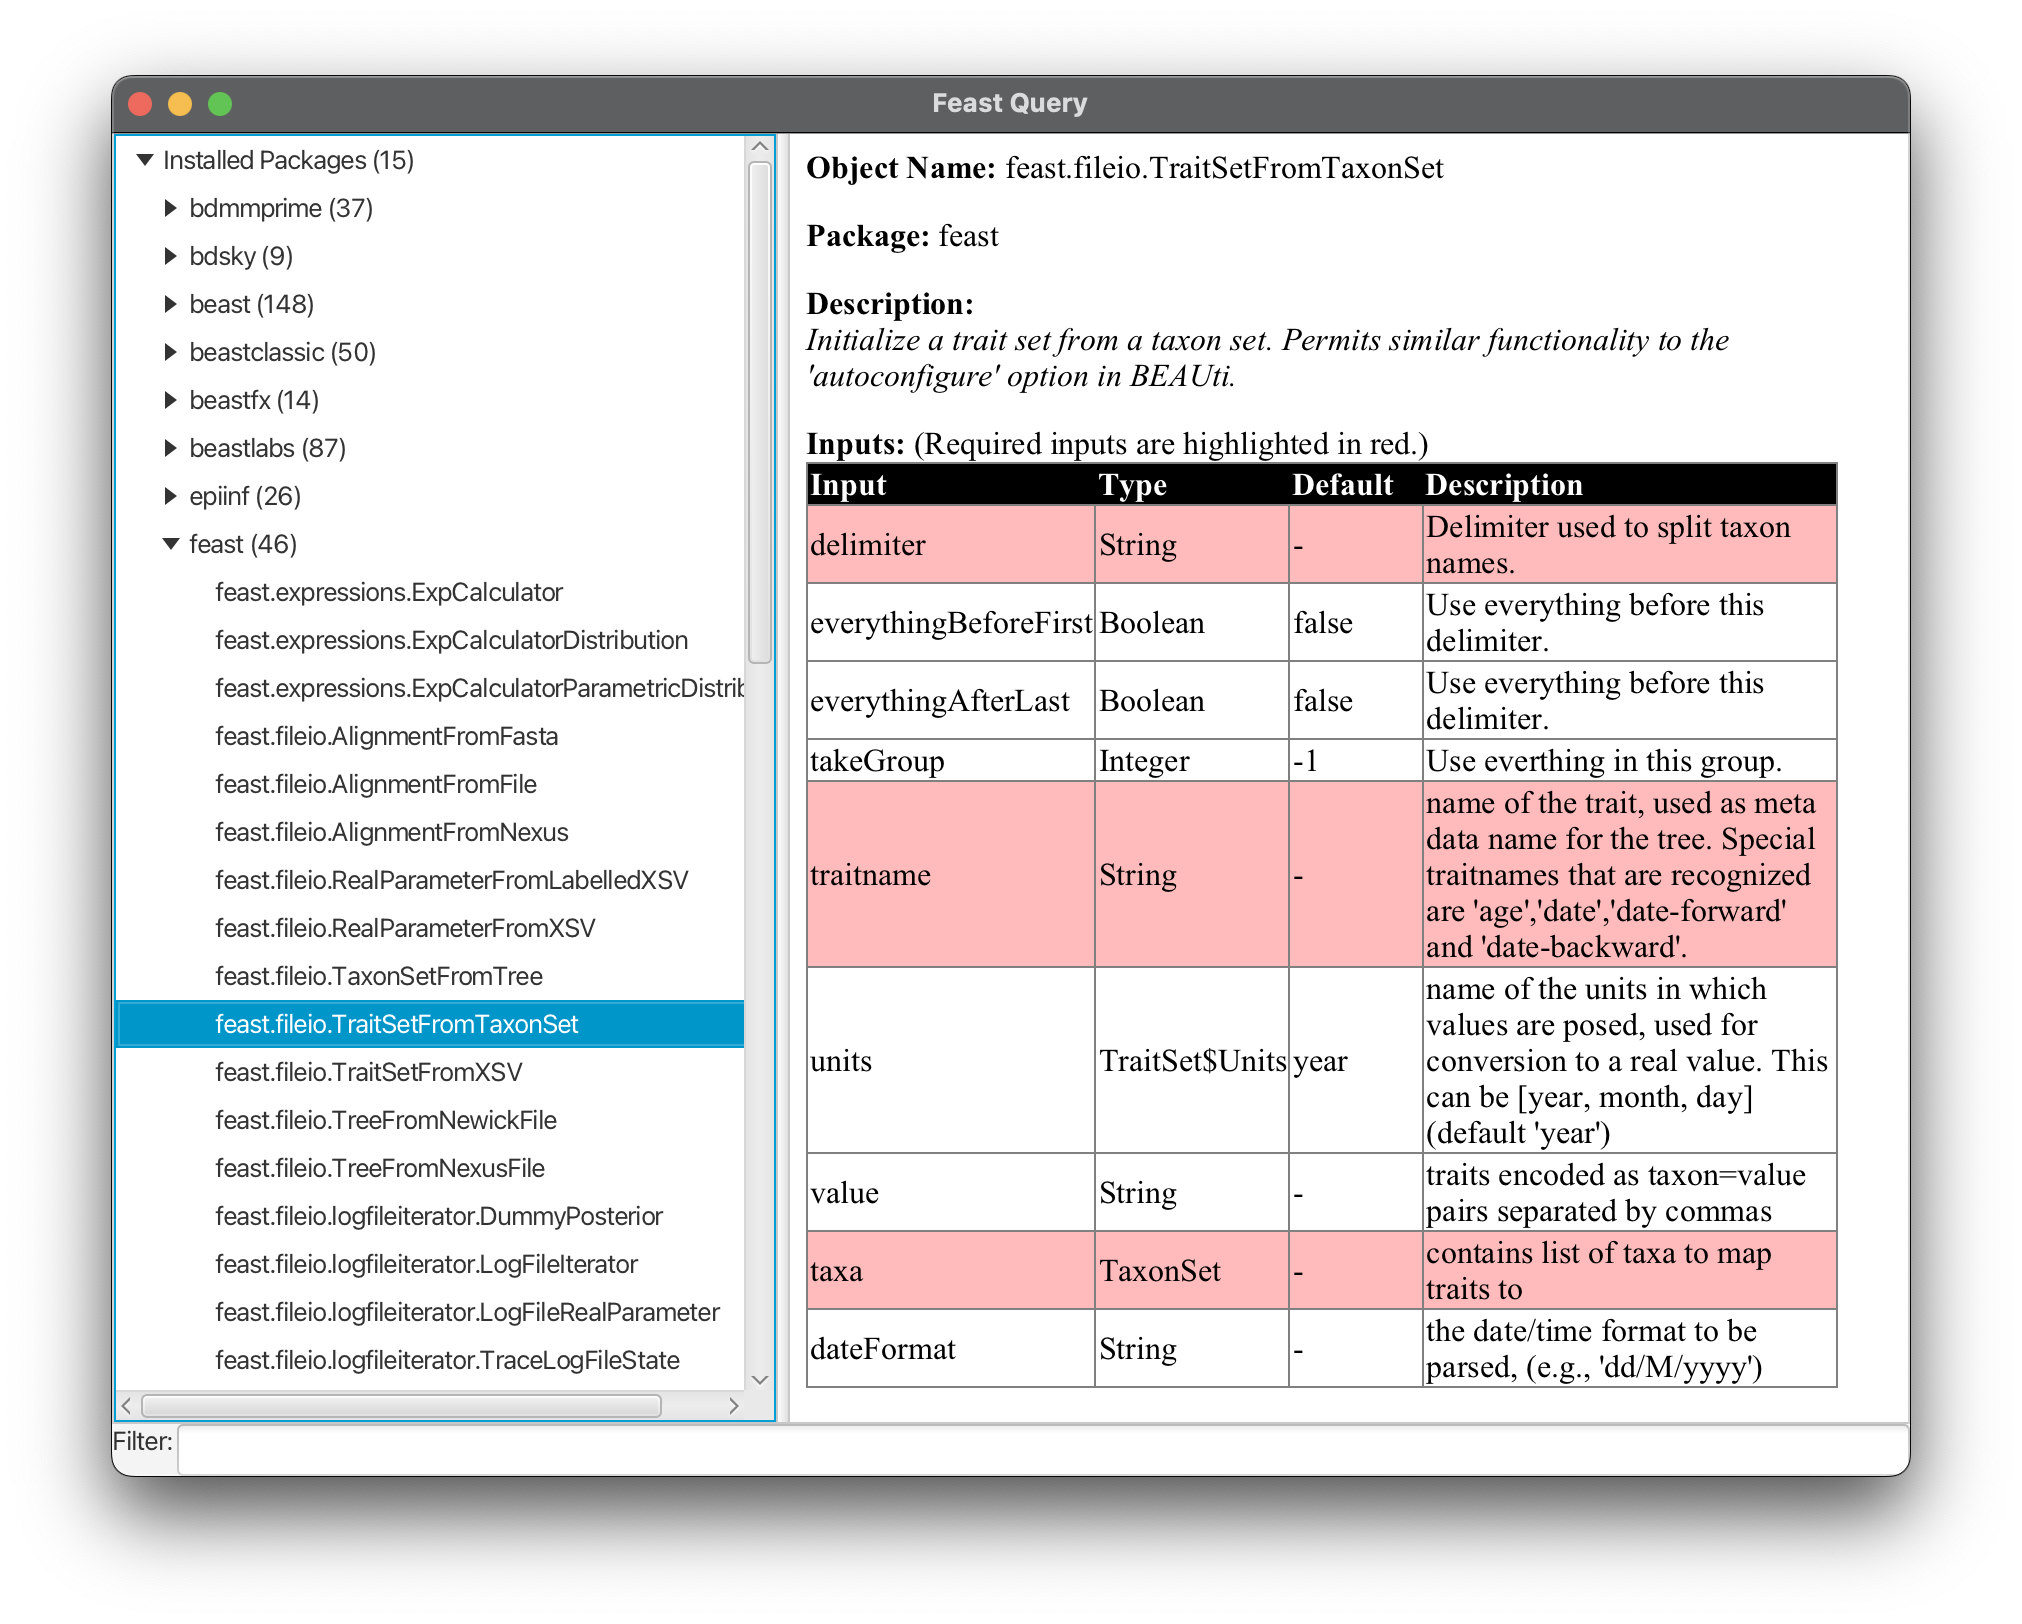 Feast Query
Installed Packages (15)
bdmmprime (37)
bdsky (9)
beast (148)
beastclassic (50)
beastfx (14)
beastlabs (87)
epiinf (26)
feast (46)
feast.expressions.ExpCalculator
feast.expressions.ExpCalculatorDistribution
feast.expressions.ExpCalculatorParametricDistrib
feast.fileio.AlignmentFromFasta
feast.fileio.AlignmentFromFile
feast.fileio.AlignmentFromNexus
feast.fileio.RealParameterFromLabelledXSV
feast.fileio.RealParameterFromXSV
feast.fileio.TaxonSetFromTree
feast.fileio.TraitSetFromTaxonSet
feast.fileio.TraitSetFromXSV
feast.fileio.TreeFromNewickFile
feast.fileio.TreeFromNexusFile
feast.fileio.logfileiterator.DummyPosterior
feast.fileio.logfileiterator.LogFileIterator
feast.fileio.logfileiterator.LogFileRealParameter
feast.fileio.logfileiterator.TraceLogFileState
Object Name: feast.fileio.TraitSetFromTaxonSet
Package: feast
Description:
Initialize a trait set from a taxon set. Permits similar functionality to the
'autoconfigure' option in BEAUti.
Inputs: (Required inputs are highlighted in red.)
Input Type Default Description
delimiter String - Delimiter used to split taxon
names.
everythingBeforeFirst Boolean false Use everything before this
delimiter.
everythingAfterLast Boolean false Use everything before this
delimiter.
takeGroup Integer -1 Use everthing in this group.
traitname String - name of the trait, used as meta
data name for the tree. Special
traitnames that are recognized
are 'age','date','date-forward'
and 'date-backward'.
units TraitSet$Units year name of the units in which
values are posed, used for
conversion to a real value. This
can be [year, month, day]
(default 'year')
value String - traits encoded as taxon=value
pairs separated by commas
taxa TaxonSet - contains list of taxa to map
traits to
dateFormat String - the date/time format to be
parsed, (e.g., 'dd/M/yyyy')
Filter: